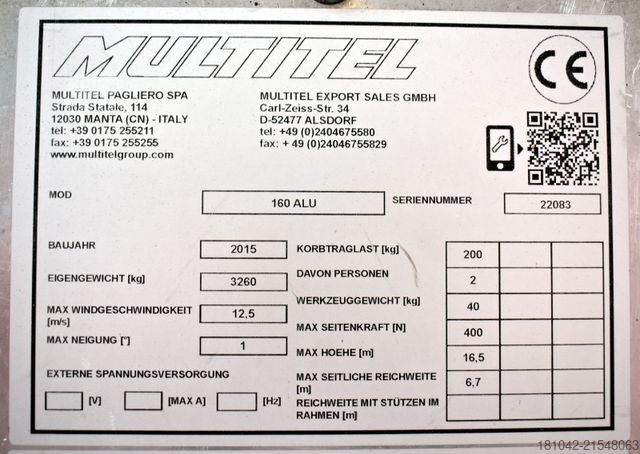 MULTITEL
CE
MULTITEL PAGLIERO SPA
Strada Statale, 114
12030 MANTA (CN) - ITALY
tel: +39 0175 255211
fax: +39 0175 255255
www.multitelgroup.com
MULTITEL EXPORT SALES GMBH
Carl-Zeiss-Str. 34
D-52477 ALSDORF
tel: +49 (0)2404675580
fax: + 49 (0)24046755829
MOD 160 ALU SERIENNUMMER 22083
BAUJAHR 2015
EIGENGEWICHT [kg] 3260
MAX WINDGESCHWINDIGKEIT
[m/s] 12,5
MAX NEIGUNG [°] 1
EXTERNE SPANNUNGSVERSORGUNG
[V] [MAX A] [Hz]
KORBTRAGLAST [kg] 200
DAVON PERSONEN 2
WERKZEUGGEWICHT [kg] 40
MAX SEITENKRAFT [N] 400
MAX HOEHE [m] 16,5
MAX SEITLICHE REICHWEITE
[m] 6,7
REICHWEITE MIT STÜTZEN IM
RAHMEN [m]
181042-21548063